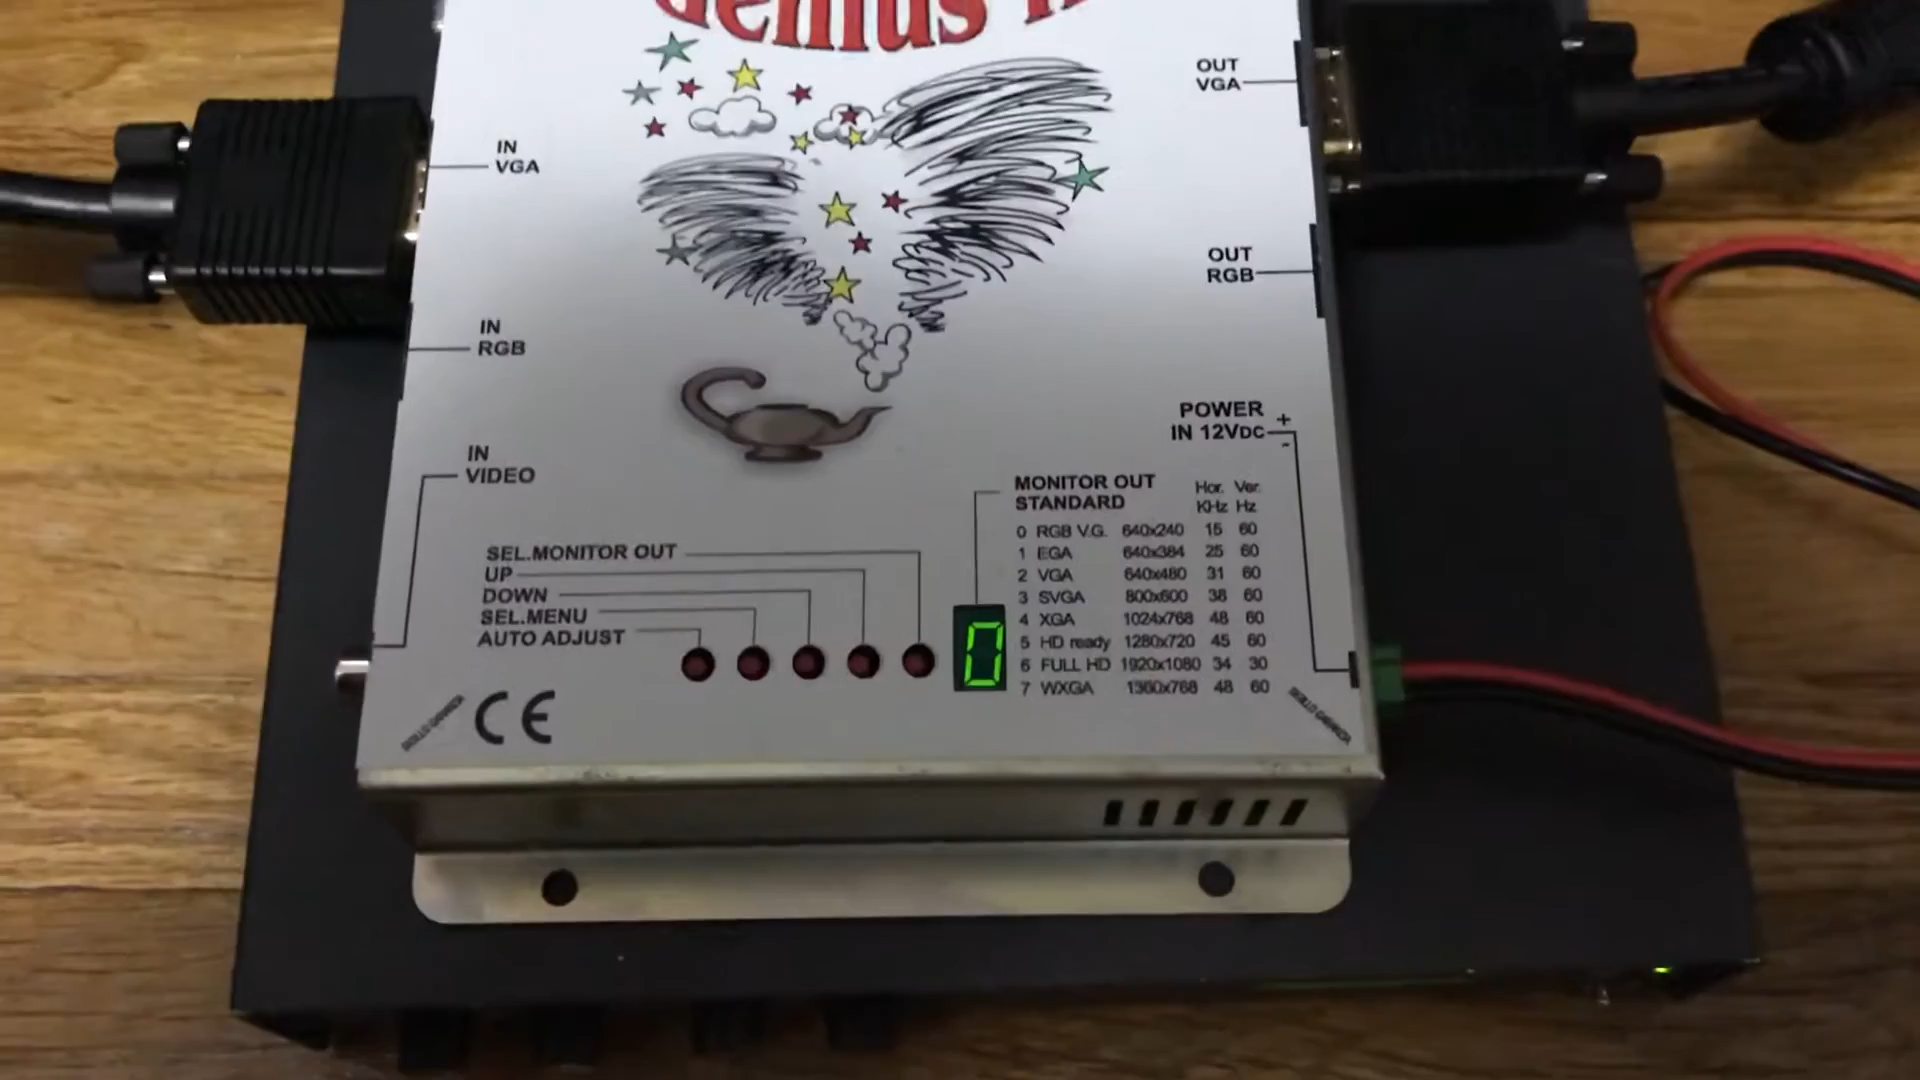 Genius
OUT
VGA
IN
VGA
OUT
RGB
IN
RGB
POWER +
IN 12VDC -
IN
VIDEO
MONITOR OUT
STANDARD
Hor. Ver.
KHz Hz
0 RGB V.G. 640x240 15 60
1 EGA 640x384 25 60
2 VGA 640x480 31 60
3 SVGA 800x600 38 60
4 XGA 1024x768 48 60
5 HD ready 1280x720 45 60
6 FULL HD 1920x1080 34 30
7 WXGA 1360x768 48 60
SEL.MONITOR OUT
UP
DOWN
SEL.MENU
AUTO ADJUST
0
CE